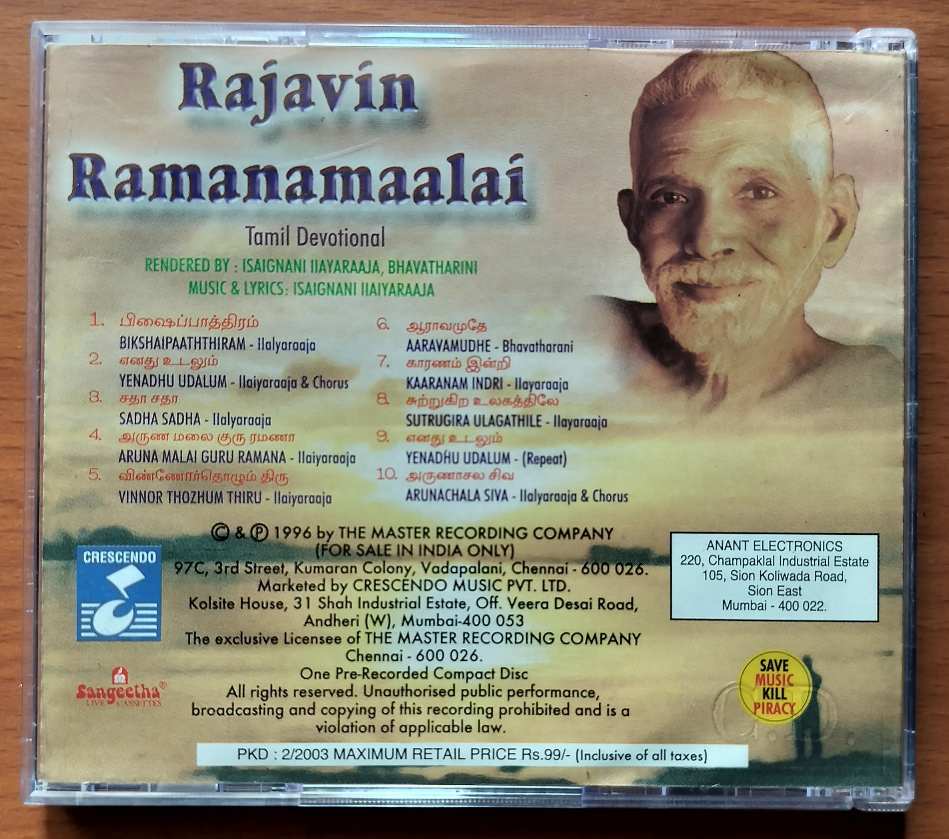 Rajavin
Ramanamaalai
Tamil Devotional
RENDERED BY : ISAIGNANI IIAYARAAJA, BHAVATHARINI
MUSIC & LYRICS: ISAIGNANI IIAIYARAAJA
1. பிஷைப்பாத்திரம்
BIKSHAIPAATHTHIRAM - Ilalyaraaja
2. எனது உடலும்
YENADHU UDALUM - Ilaiyaraaja & Chorus
3. சதா சதா
SADHA SADHA - Ilalyaraaja
4. அருண மலை குரு ரமணா
ARUNA MALAI GURU RAMANA - Ilaiyaraaja
5. விண்ணோர்தொழும் திரு
VINNOR THOZHUM THIRU - Ilaiyaraaja
6. ஆராவமுதே
AARAVAMUDHE - Bhavatharani
7. காரணம் இன்றி
KAARANAM INDRI - Ilayaraaja
8. சுற்றுகிற உலகத்திலே
SUTRUGIRA ULAGATHILE - Ilayaraaja
9. எனது உடலும்
YENADHU UDALUM - (Repeat)
10. அருணாசல சிவ
ARUNACHALA SIVA - Ilalyaraaja & Chorus
© & ℗ 1996 by THE MASTER RECORDING COMPANY
(FOR SALE IN INDIA ONLY)
97C, 3rd Street, Kumaran Colony, Vadapalani, Chennai - 600 026.
Marketed by CRESCENDO MUSIC PVT. LTD.
Kolsite House, 31 Shah Industrial Estate, Off. Veera Desai Road,
Andheri (W), Mumbai-400 053
The exclusive Licensee of THE MASTER RECORDING COMPANY
Chennai - 600 026.
One Pre-Recorded Compact Disc
All rights reserved. Unauthorised public performance,
broadcasting and copying of this recording prohibited and is a
violation of applicable law.
CRESCENDO
Sangeetha®
LIVE CASSETTES
ANANT ELECTRONICS
220, Champaklal Industrial Estate
105, Sion Koliwada Road,
Sion East
Mumbai - 400 022.
SAVE
MUSIC
KILL
PIRACY
PKD : 2/2003 MAXIMUM RETAIL PRICE Rs.99/- (Inclusive of all taxes)